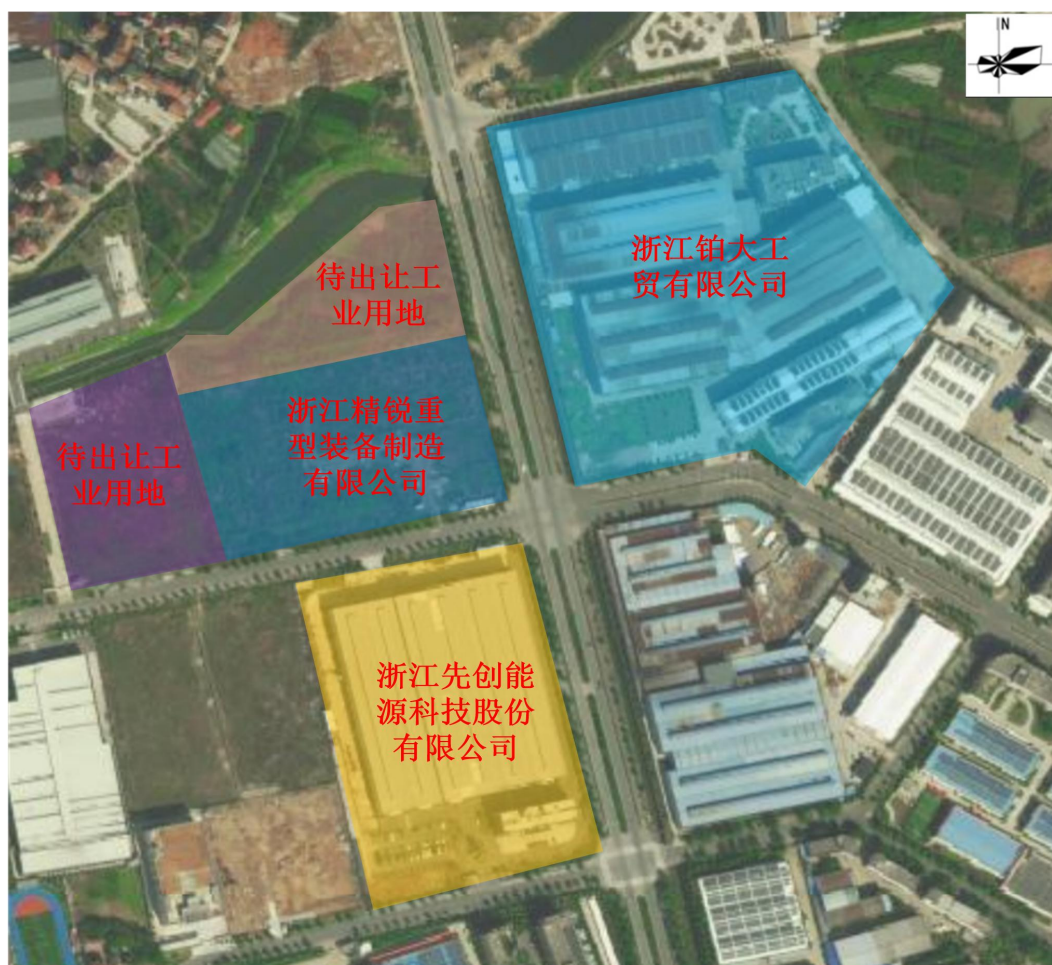 N
浙江铂大工
贸有限公司
待出让工
业用地
浙江精锐重
型装备制造
有限公司
待出让工
业用地
浙江先创能
源科技股份
有限公司